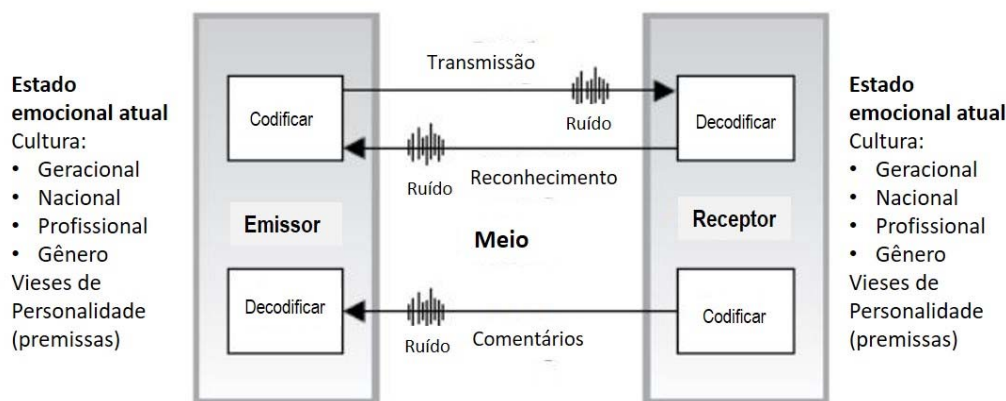 Estado
emocional atual
Cultura:
• Geracional
• Nacional
• Profissional
• Gênero
Vieses de
Personalidade
(premissas)
Codificar
Emissor
Decodificar
Transmissão
Ruído
Ruído
Reconhecimento
Meio
Ruído
Comentários
Decodificar
Receptor
Codificar
Estado
emocional atual
Cultura:
• Geracional
• Nacional
• Profissional
• Gênero
Vieses de
Personalidade
(premissas)